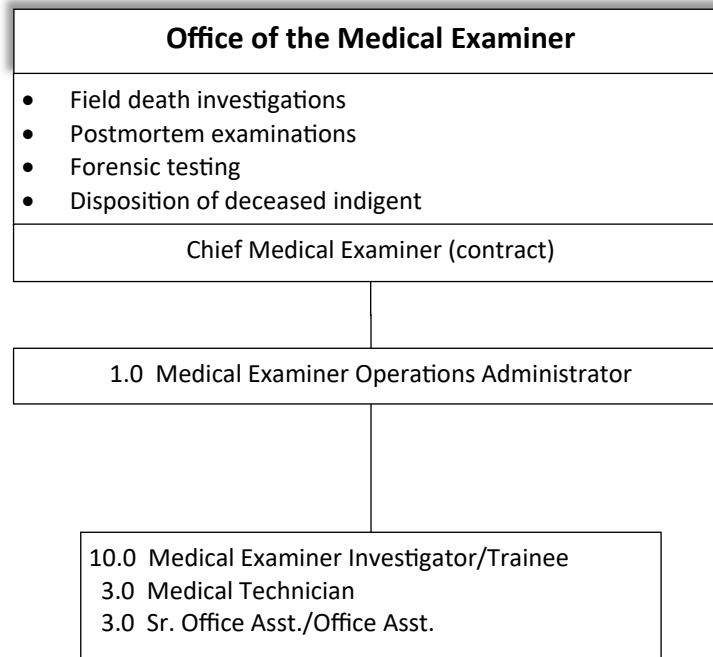 Office of the Medical Examiner
• Field death investigations
• Postmortem examinations
• Forensic testing
• Disposition of deceased indigent
Chief Medical Examiner (contract)
1.0 Medical Examiner Operations Administrator
10.0 Medical Examiner Investigator/Trainee
3.0 Medical Technician
3.0 Sr. Office Asst./Office Asst.